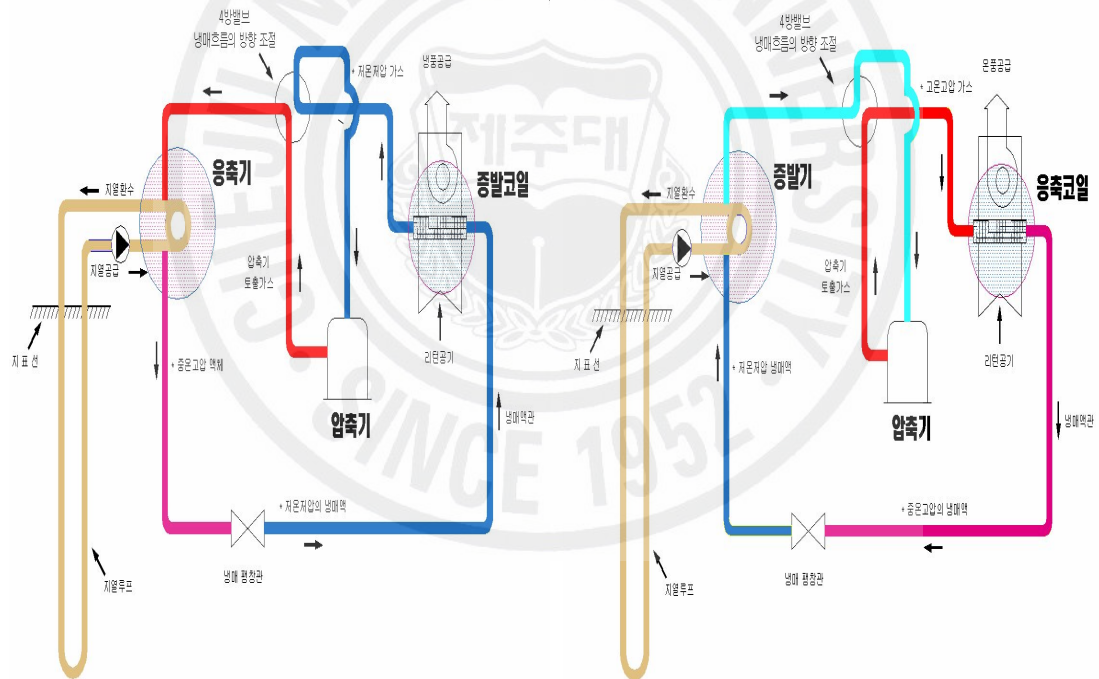 4방밸브
냉매흐름의 방향 조절
+ 저온저압 가스
냉풍공급
응축기
증발코일
지열환수
지열공급
압축기
토출가스
지 표 선
+ 중온고압 액체
리턴공기
압축기
냉매액관
+ 저온저압의 냉매액
냉매 팽창관
지열루프
4방밸브
냉매흐름의 방향 조절
+ 고온고압 가스
온풍공급
증발기
응축코일
지열환수
지열공급
압축기
토출가스
지 표 선
+ 저온저압 냉매액
리턴공기
압축기
냉매액관
+ 중온고압의 냉매액
냉매 팽창관
지열루프
제주대
SINCE 1952